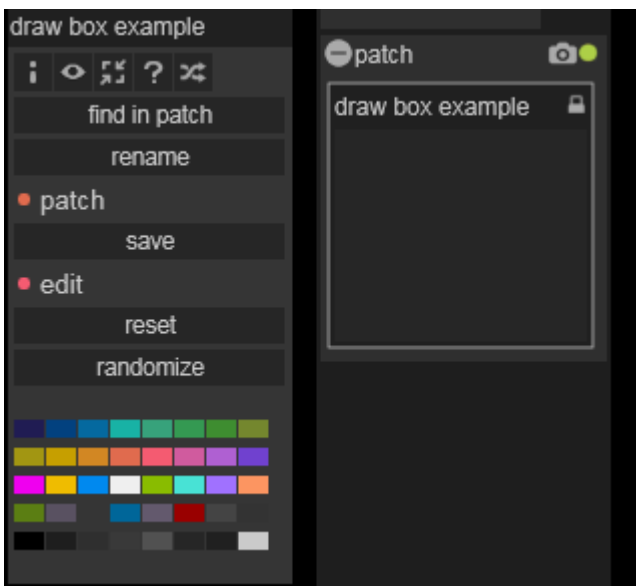 draw box example
i ?
find in patch
rename
patch
save
edit
reset
randomize
patch
draw box example